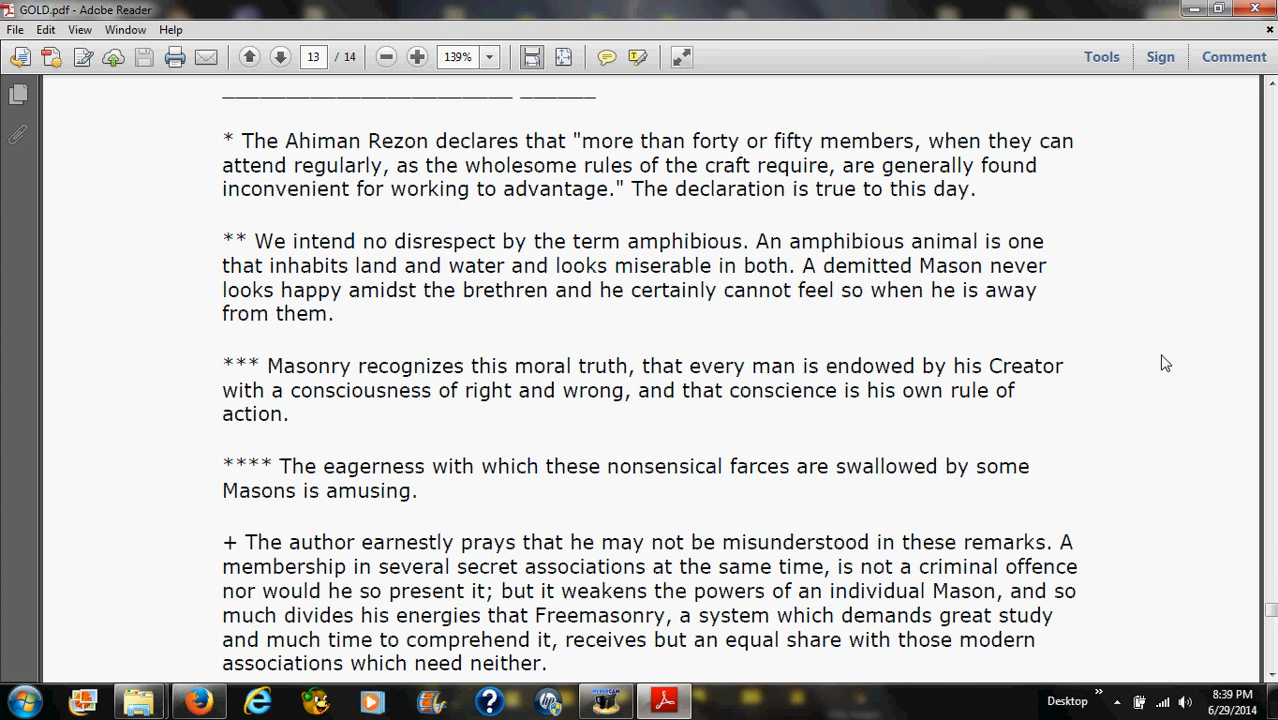 GOLD.pdf - Adobe Reader
File Edit View Window Help
13 / 14 139% Tools Sign Comment
* The Ahiman Rezon declares that "more than forty or fifty members, when they can
attend regularly, as the wholesome rules of the craft require, are generally found
inconvenient for working to advantage." The declaration is true to this day.
** We intend no disrespect by the term amphibious. An amphibious animal is one
that inhabits land and water and looks miserable in both. A demitted Mason never
looks happy amidst the brethren and he certainly cannot feel so when he is away
from them.
*** Masonry recognizes this moral truth, that every man is endowed by his Creator
with a consciousness of right and wrong, and that conscience is his own rule of
action.
**** The eagerness with which these nonsensical farces are swallowed by some
Masons is amusing.
+ The author earnestly prays that he may not be misunderstood in these remarks. A
membership in several secret associations at the same time, is not a criminal offence
nor would he so present it; but it weakens the powers of an individual Mason, and so
much divides his energies that Freemasonry, a system which demands great study
and much time to comprehend it, receives but an equal share with those modern
associations which need neither.
Desktop
8:39 PM
6/29/2014